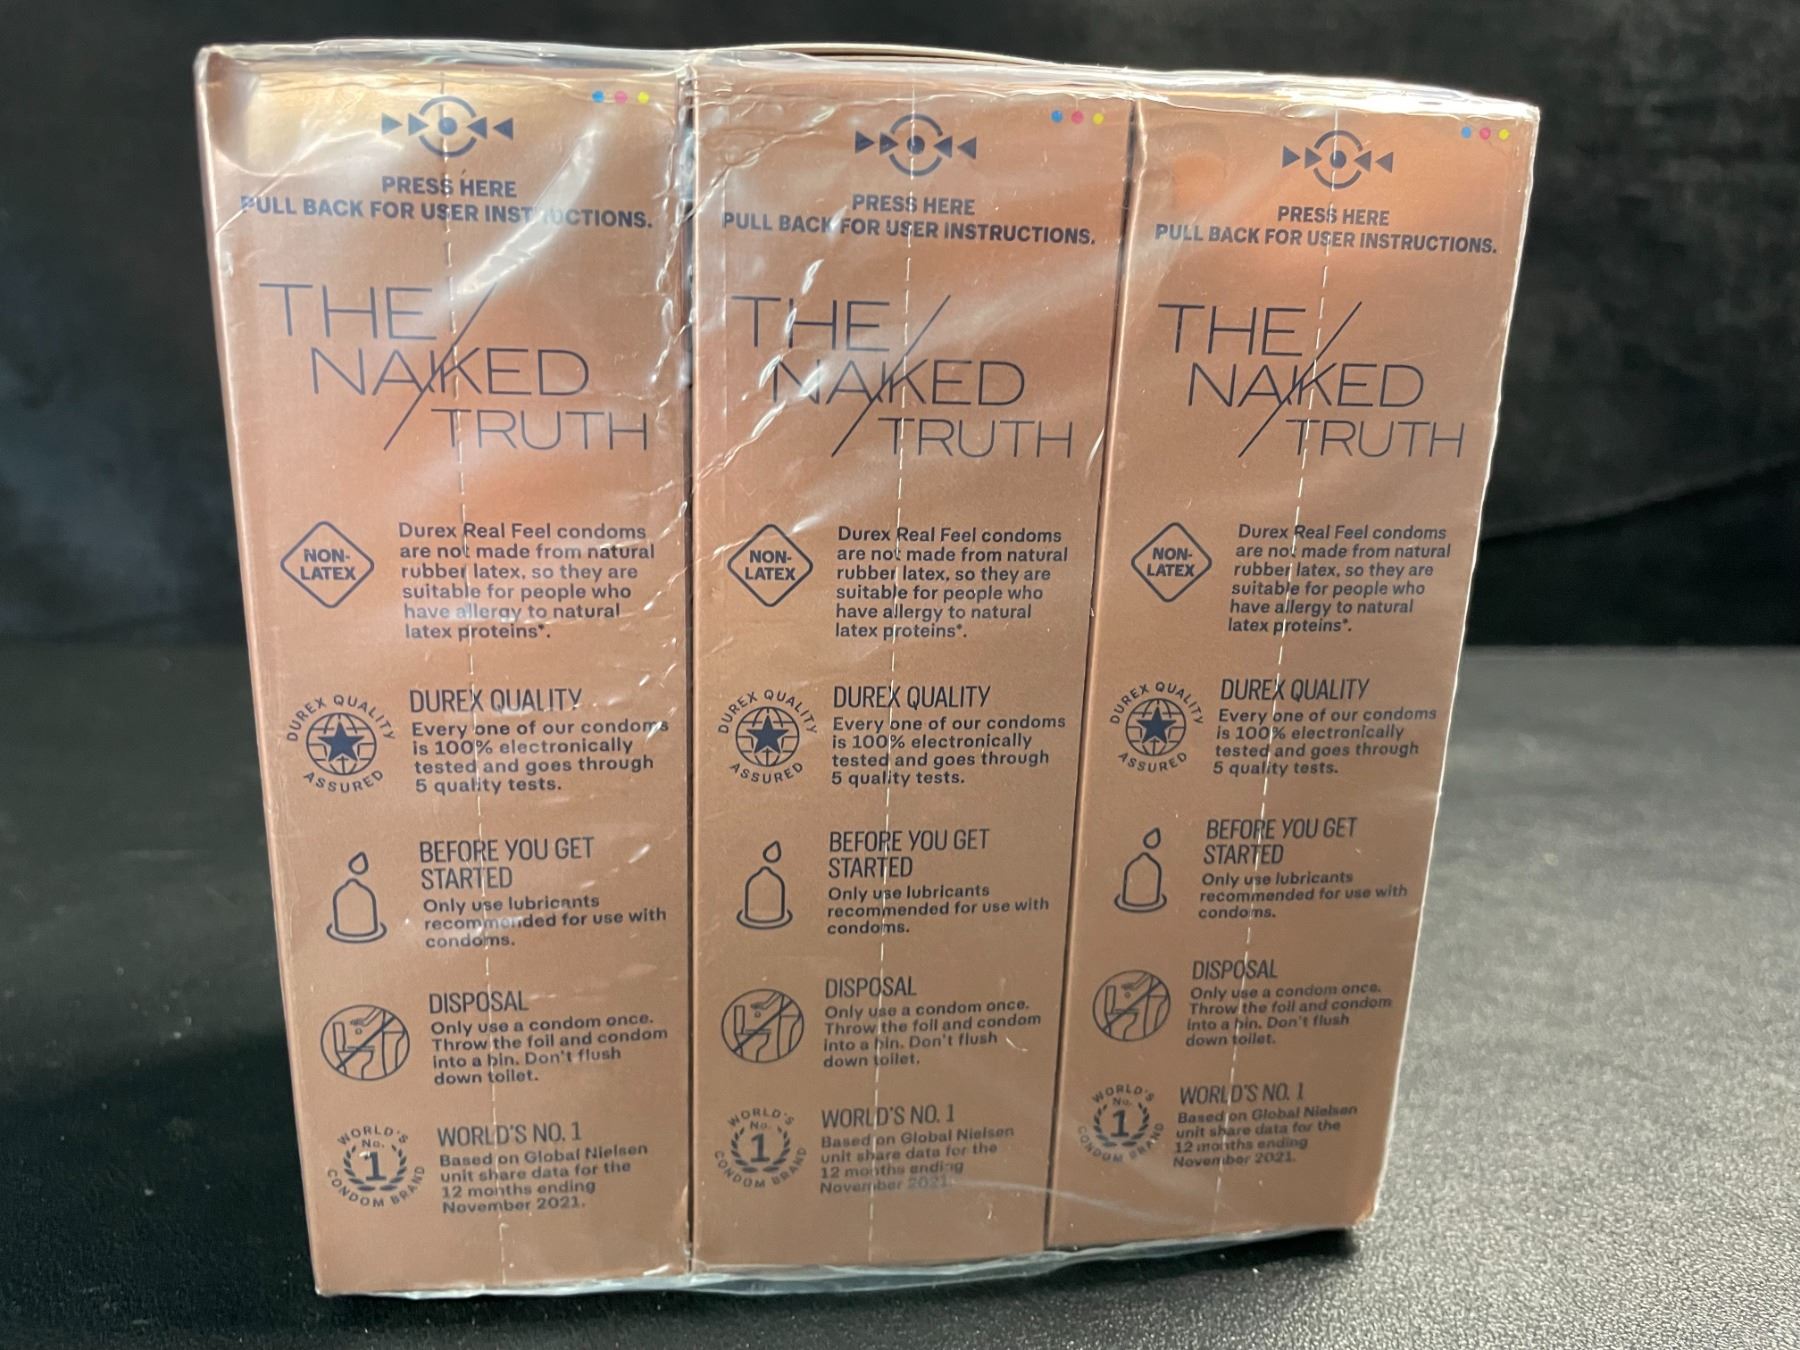 PRESS HERE
PULL BACK FOR USER INSTRUCTIONS.
THE
NAKED
TRUTH
NON-
LATEX
Durex Real Feel condoms
are not made from natural
rubber latex, so they are
suitable for people who
have allergy to natural
latex proteins*.
DUREX QUALITY
ASSURED
DUREX QUALITY
Every one of our condoms
is 100% electronically
tested and goes through
5 quality tests.
BEFORE YOU GET
STARTED
Only use lubricants
recommended for use with
condoms.
DISPOSAL
Only use a condom once.
Throw the foil and condom
into a bin. Don't flush
down toilet.
WORLD'S
No.
1
CONDOM BRAND
WORLD'S NO. 1
Based on Global Nielsen
unit share data for the
12 months ending
November 2021.
PRESS HERE
PULL BACK FOR USER INSTRUCTIONS.
THE
NAKED
TRUTH
NON-
LATEX
Durex Real Feel condoms
are not made from natural
rubber latex, so they are
suitable for people who
have allergy to natural
latex proteins*.
DUREX QUALITY
ASSURED
DUREX QUALITY
Every one of our condoms
is 100% electronically
tested and goes through
5 quality tests.
BEFORE YOU GET
STARTED
Only use lubricants
recommended for use with
condoms.
DISPOSAL
Only use a condom once.
Throw the foil and condom
into a bin. Don't flush
down toilet.
WORLD'S
No.
1
CONDOM BRAND
WORLD'S NO. 1
Based on Global Nielsen
unit share data for the
12 months ending
November 2021.
PRESS HERE
PULL BACK FOR USER INSTRUCTIONS.
THE
NAKED
TRUTH
NON-
LATEX
Durex Real Feel condoms
are not made from natural
rubber latex, so they are
suitable for people who
have allergy to natural
latex proteins*.
DUREX QUALITY
ASSURED
DUREX QUALITY
Every one of our condoms
is 100% electronically
tested and goes through
5 quality tests.
BEFORE YOU GET
STARTED
Only use lubricants
recommended for use with
condoms.
DISPOSAL
Only use a condom once.
Throw the foil and condom
into a bin. Don't flush
down toilet.
WORLD'S
No.
1
CONDOM BRAND
WORLD'S NO. 1
Based on Global Nielsen
unit share data for the
12 months ending
November 2021.